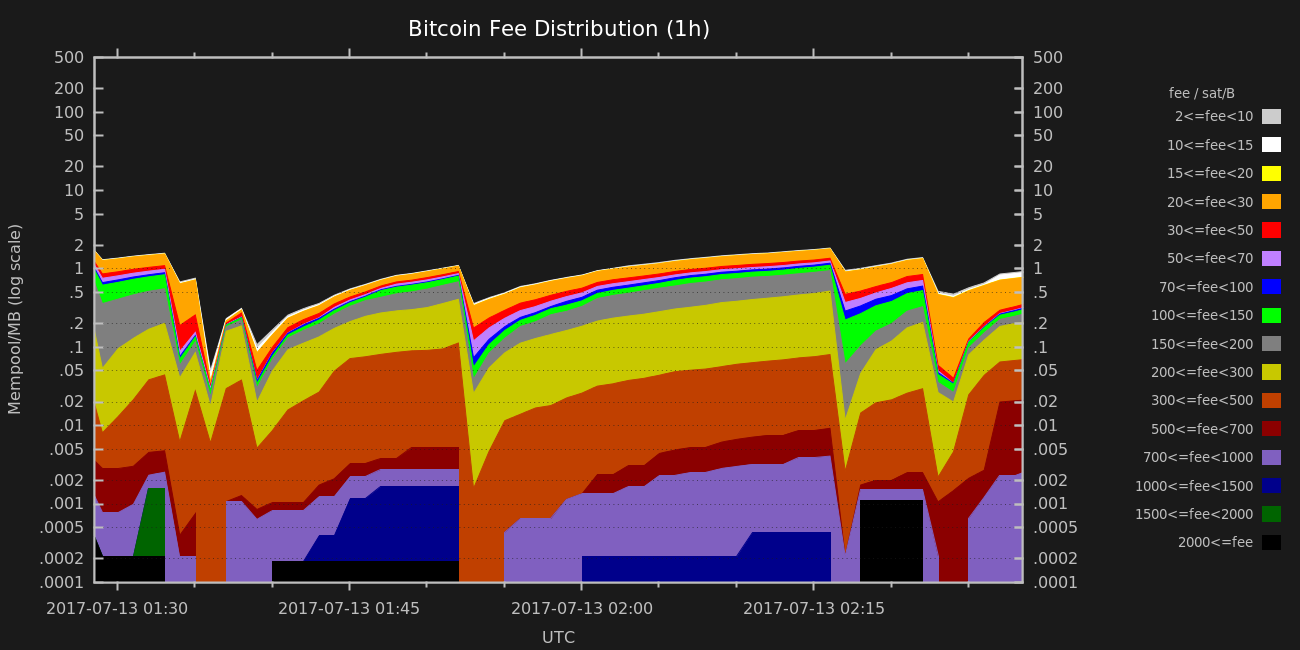 Bitcoin Fee Distribution (1h)
500
200
100
50
20
10
5
2
1
.5
.2
.1
.05
.02
.01
.005
.002
.001
.0005
.0002
.0001
Mempool/MB (log scale)
500
200
100
50
20
10
5
2
1
.5
.2
.1
.05
.02
.01
.005
.002
.001
.0005
.0002
.0001
2017-07-13 01:30 2017-07-13 01:45 2017-07-13 02:00 2017-07-13 02:15
UTC
fee / sat/B
2<=fee<10
10<=fee<15
15<=fee<20
20<=fee<30
30<=fee<50
50<=fee<70
70<=fee<100
100<=fee<150
150<=fee<200
200<=fee<300
300<=fee<500
500<=fee<700
700<=fee<1000
1000<=fee<1500
1500<=fee<2000
2000<=fee